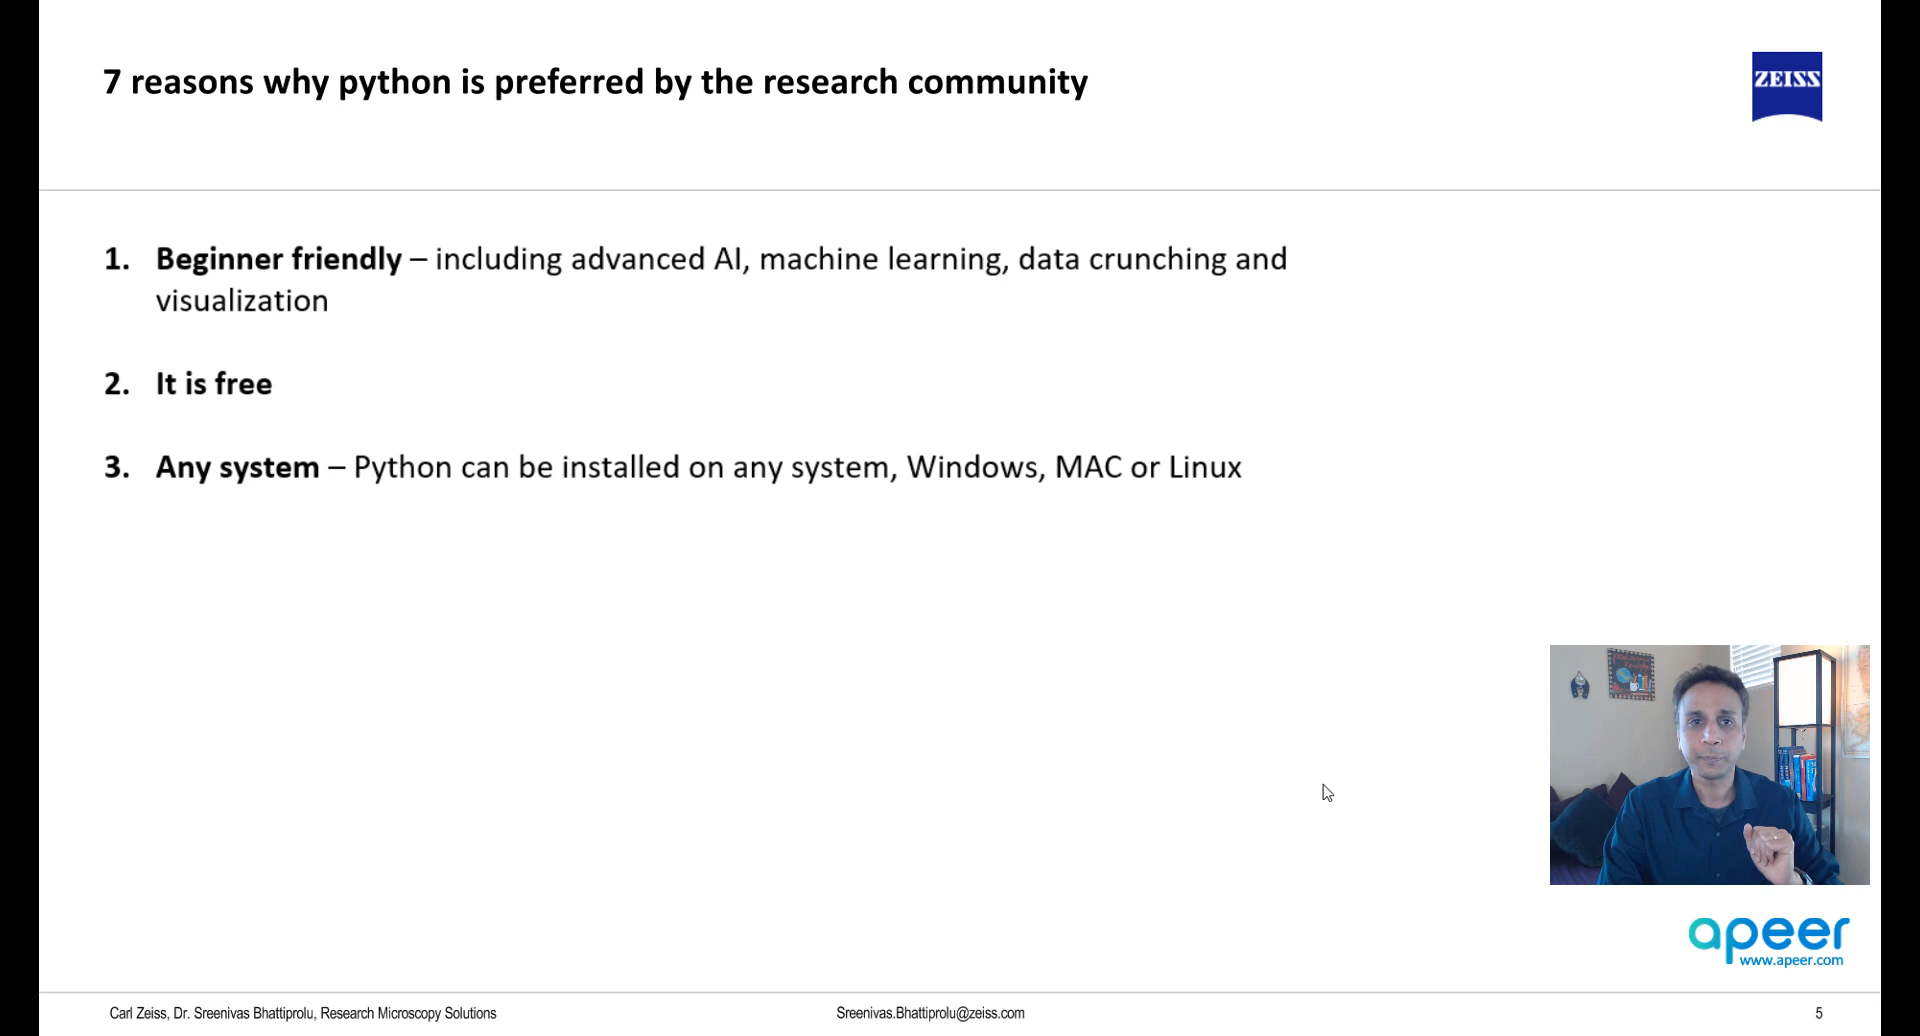 7 reasons why python is preferred by the research community
ZEISS
1. Beginner friendly – including advanced AI, machine learning, data crunching and
visualization
2. It is free
3. Any system – Python can be installed on any system, Windows, MAC or Linux
apeer
www.apeer.com
Carl Zeiss, Dr. Sreenivas Bhattiprolu, Research Microscopy Solutions
Sreenivas.Bhattiprolu@zeiss.com
5